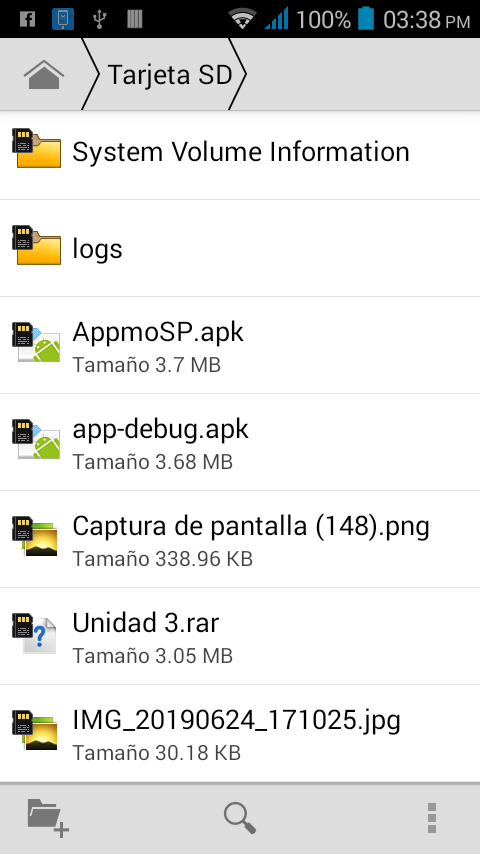 100% 03:38 PM
Tarjeta SD
System Volume Information
logs
AppmoSP.apk
Tamaño 3.7 MB
app-debug.apk
Tamaño 3.68 MB
Captura de pantalla (148).png
Tamaño 338.96 KB
Unidad 3.rar
Tamaño 3.05 MB
IMG_20190624_171025.jpg
Tamaño 30.18 KB